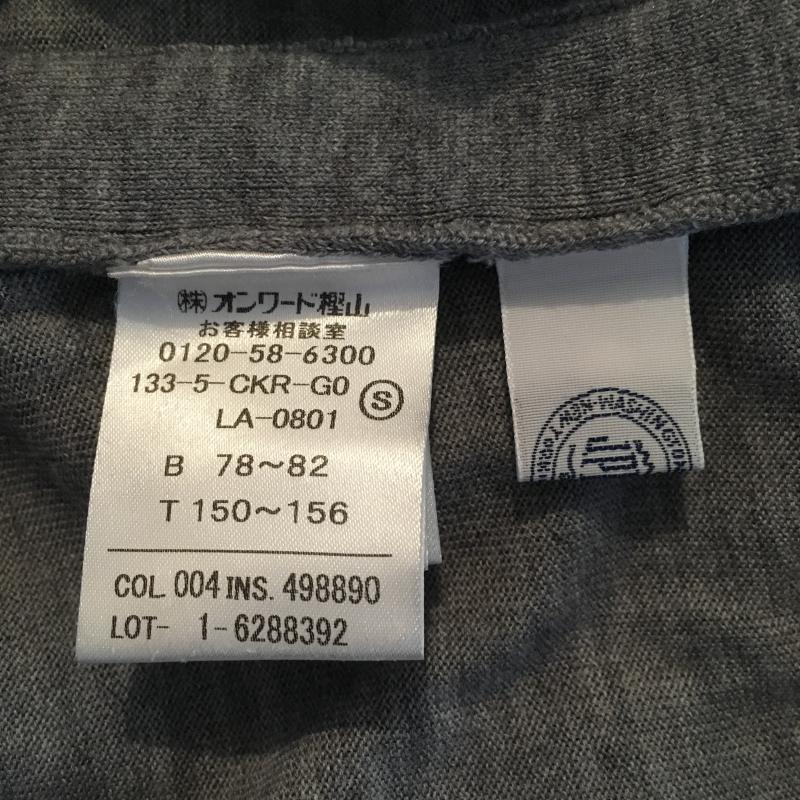 ㈱オンワード樫山
お客様相談室
0120-58-6300
133-5-CKR-G0 Ⓢ
LA-0801
B 78~82
T 150~156
COL. 004 INS. 498890
LOT- 1-6288392